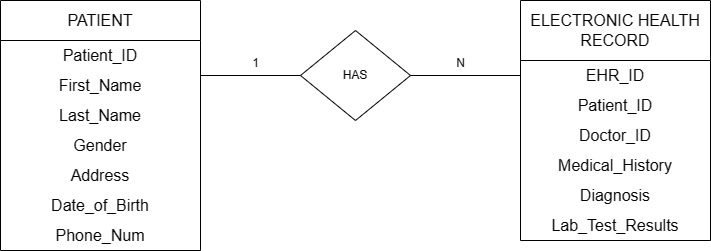 PATIENT
Patient_ID
First_Name
Last_Name
Gender
Address
Date_of_Birth
Phone_Num
1
HAS
N
ELECTRONIC HEALTH
RECORD
EHR_ID
Patient_ID
Doctor_ID
Medical_History
Diagnosis
Lab_Test_Results